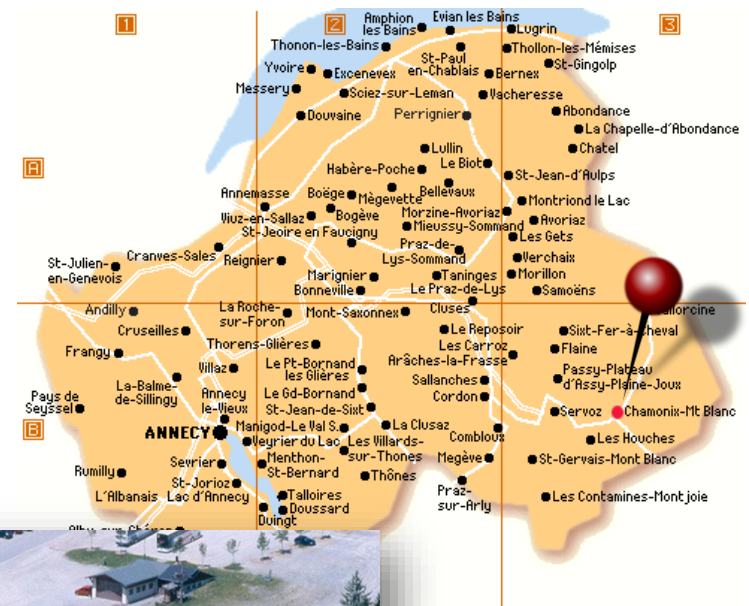 1
2
3
Amphion
les Bains
Evian les Bains
Lugrin
Thonon-les-Bains
St-Paul
en-Chablais
Thollon-les-Mémises
St-Gingolp
Yvoire
Excenevex
Bernex
Messery
Sciez-sur-Leman
Vacheresse
Douvaine
Perrignier
Abondance
La Chapelle-d'Abondance
Lullin
Chatel
A
Habère-Poche
Le Biot
St-Jean-d'Aulps
Annemasse
Boëge
Mègevette
Bellevaux
Montriond le Lac
Viuz-en-Sallaz
Bogève
Morzine-Avoriaz
Avoriaz
St-Jeoire en Faucigny
Mieussy-Sommand
Les Gets
Cranves-Sales
Praz-de-
Lys-Sommand
Verchaix
St-Julien-
en-Genevois
Reignier
Marignier
Taninges
Morillon
Bonneville
Le Praz-de-Lys
Samoëns
Andilly
La Roche-
sur-Foron
Mont-Saxonnex
Cluses
Cruseilles
Le Reposoir
Sixt-Fer-à-Cheval
Frangy
Thorens-Glières
Les Carroz
Arâches-la-Frasse
Flaine
Villaz
Le Pt-Bornand
les Glières
Passy-Plateau
d'Assy-Plaine-Joux
La-Balme-
de-Sillingy
Sallanches
Pays de
Seyssel
Annecy
le-Vieux
Le Gd-Bornand
Cordon
St-Jean-de-Sixt
Servoz
Chamonix-Mt Blanc
B
ANNECY
Manigod-Le Val S.
La Clusaz
Combloux
Veyrier du Lac
Les Villards-
sur-Thones
Les Houches
Sevrier
Menthon-
St-Bernard
Megève
St-Gervais-Mont Blanc
Rumilly
St-Jorioz
Thônes
L'Albanais
Lac d'Annecy
Talloires
Praz-
sur-Arly
Les Contamines-Montjoie
Doussard
Duingt